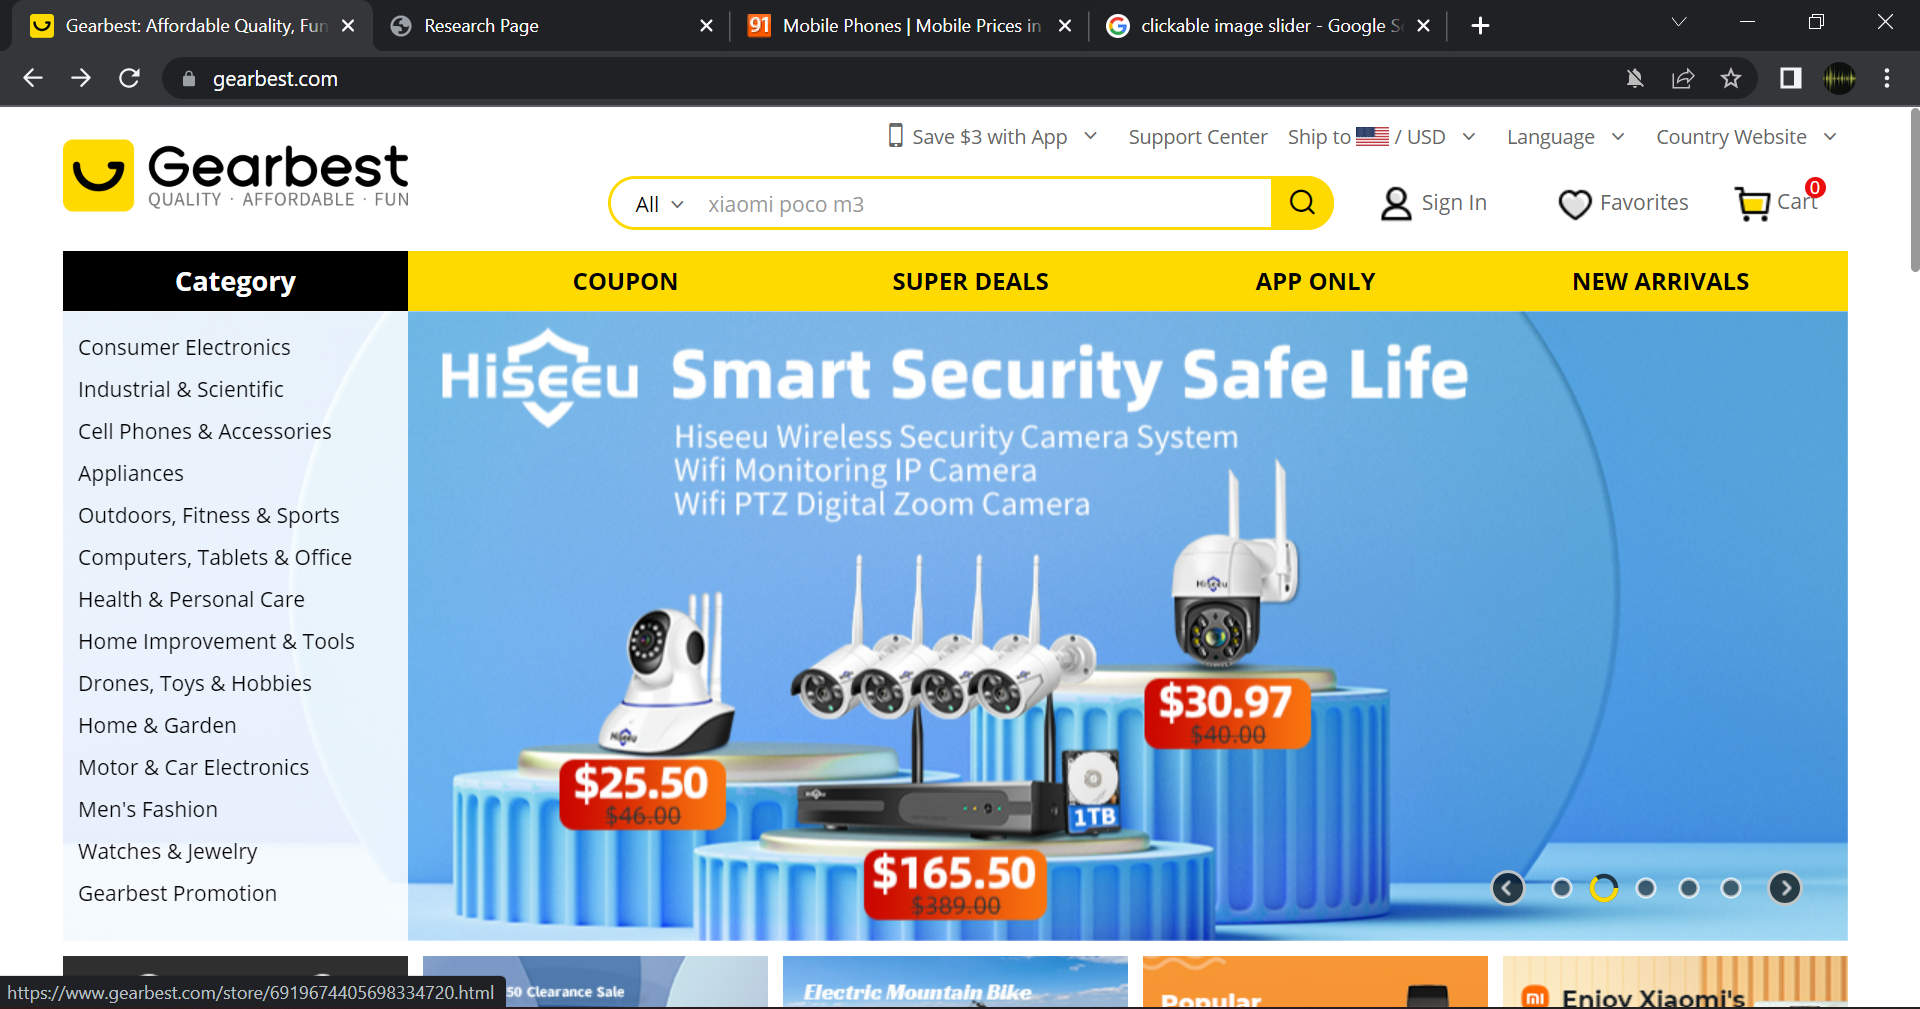 Gearbest: Affordable Quality, Fun
Research Page
91 Mobile Phones | Mobile Prices in
clickable image slider - Google Se
gearbest.com
Save $3 with App
Support Center
Ship to / USD
Language
Country Website
Gearbest
QUALITY · AFFORDABLE · FUN
All
xiaomi poco m3
Sign In
Favorites
Cart
0
Category
COUPON
SUPER DEALS
APP ONLY
NEW ARRIVALS
Consumer Electronics
Industrial & Scientific
Cell Phones & Accessories
Appliances
Outdoors, Fitness & Sports
Computers, Tablets & Office
Health & Personal Care
Home Improvement & Tools
Drones, Toys & Hobbies
Home & Garden
Motor & Car Electronics
Men's Fashion
Watches & Jewelry
Gearbest Promotion
Hiseeu Smart Security Safe Life
Hiseeu Wireless Security Camera System
Wifi Monitoring IP Camera
Wifi PTZ Digital Zoom Camera
Hiseeu
Hiseeu
Hiseeu
$30.97
$40.00
$25.50
$46.00
1TB
$165.50
$389.00
50 Clearance Sale
Electric Mountain Bike
Popular
mi Enjoy Xiaomi's
https://www.gearbest.com/store/6919674405698334720.html